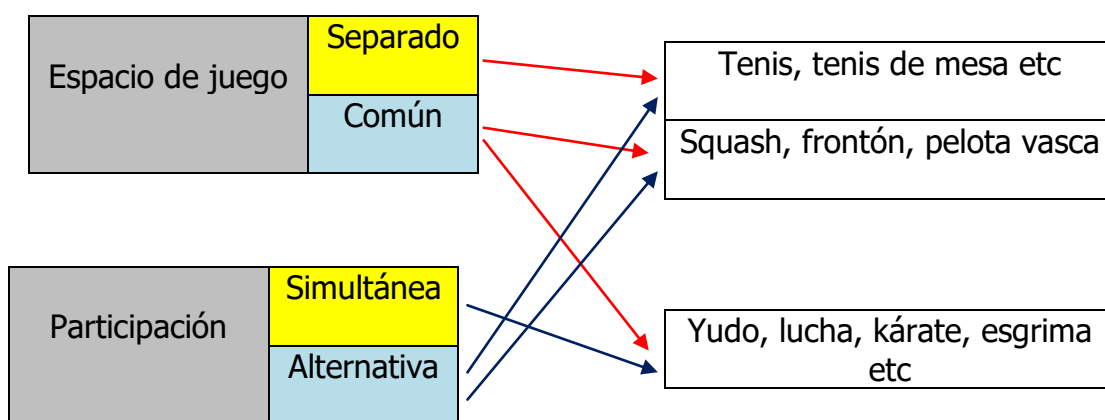 Espacio de juego
Separado
Común
Tenis, tenis de mesa etc
Squash, frontón, pelota vasca
Participación
Simultánea
Alternativa
Yudo, lucha, kárate, esgrima
etc